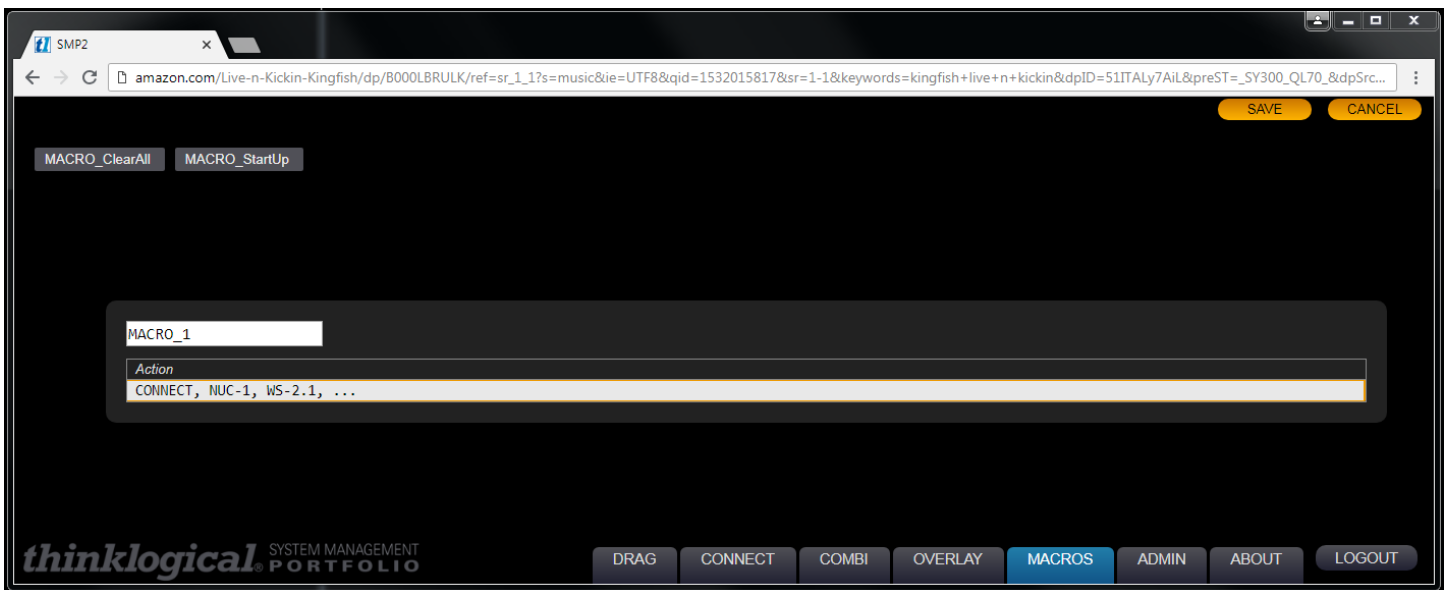 SMP2
amazon.com/Live-n-Kickin-Kingfish/dp/B000LBRULK/ref=sr_1_1?s=music&ie=UTF8&qid=1532015817&sr=1-1&keywords=kingfish+live+n+kickin&dpID=51ITALy7AiL&preST=_SY300_QL70_&dpSrc...
SAVE CANCEL
MACRO_ClearAll MACRO_StartUp
MACRO_1
Action
CONNECT, NUC-1, WS-2.1, ...
thinklogical® SYSTEM MANAGEMENT
PORTFOLIO
DRAG CONNECT COMBI OVERLAY MACROS ADMIN ABOUT LOGOUT